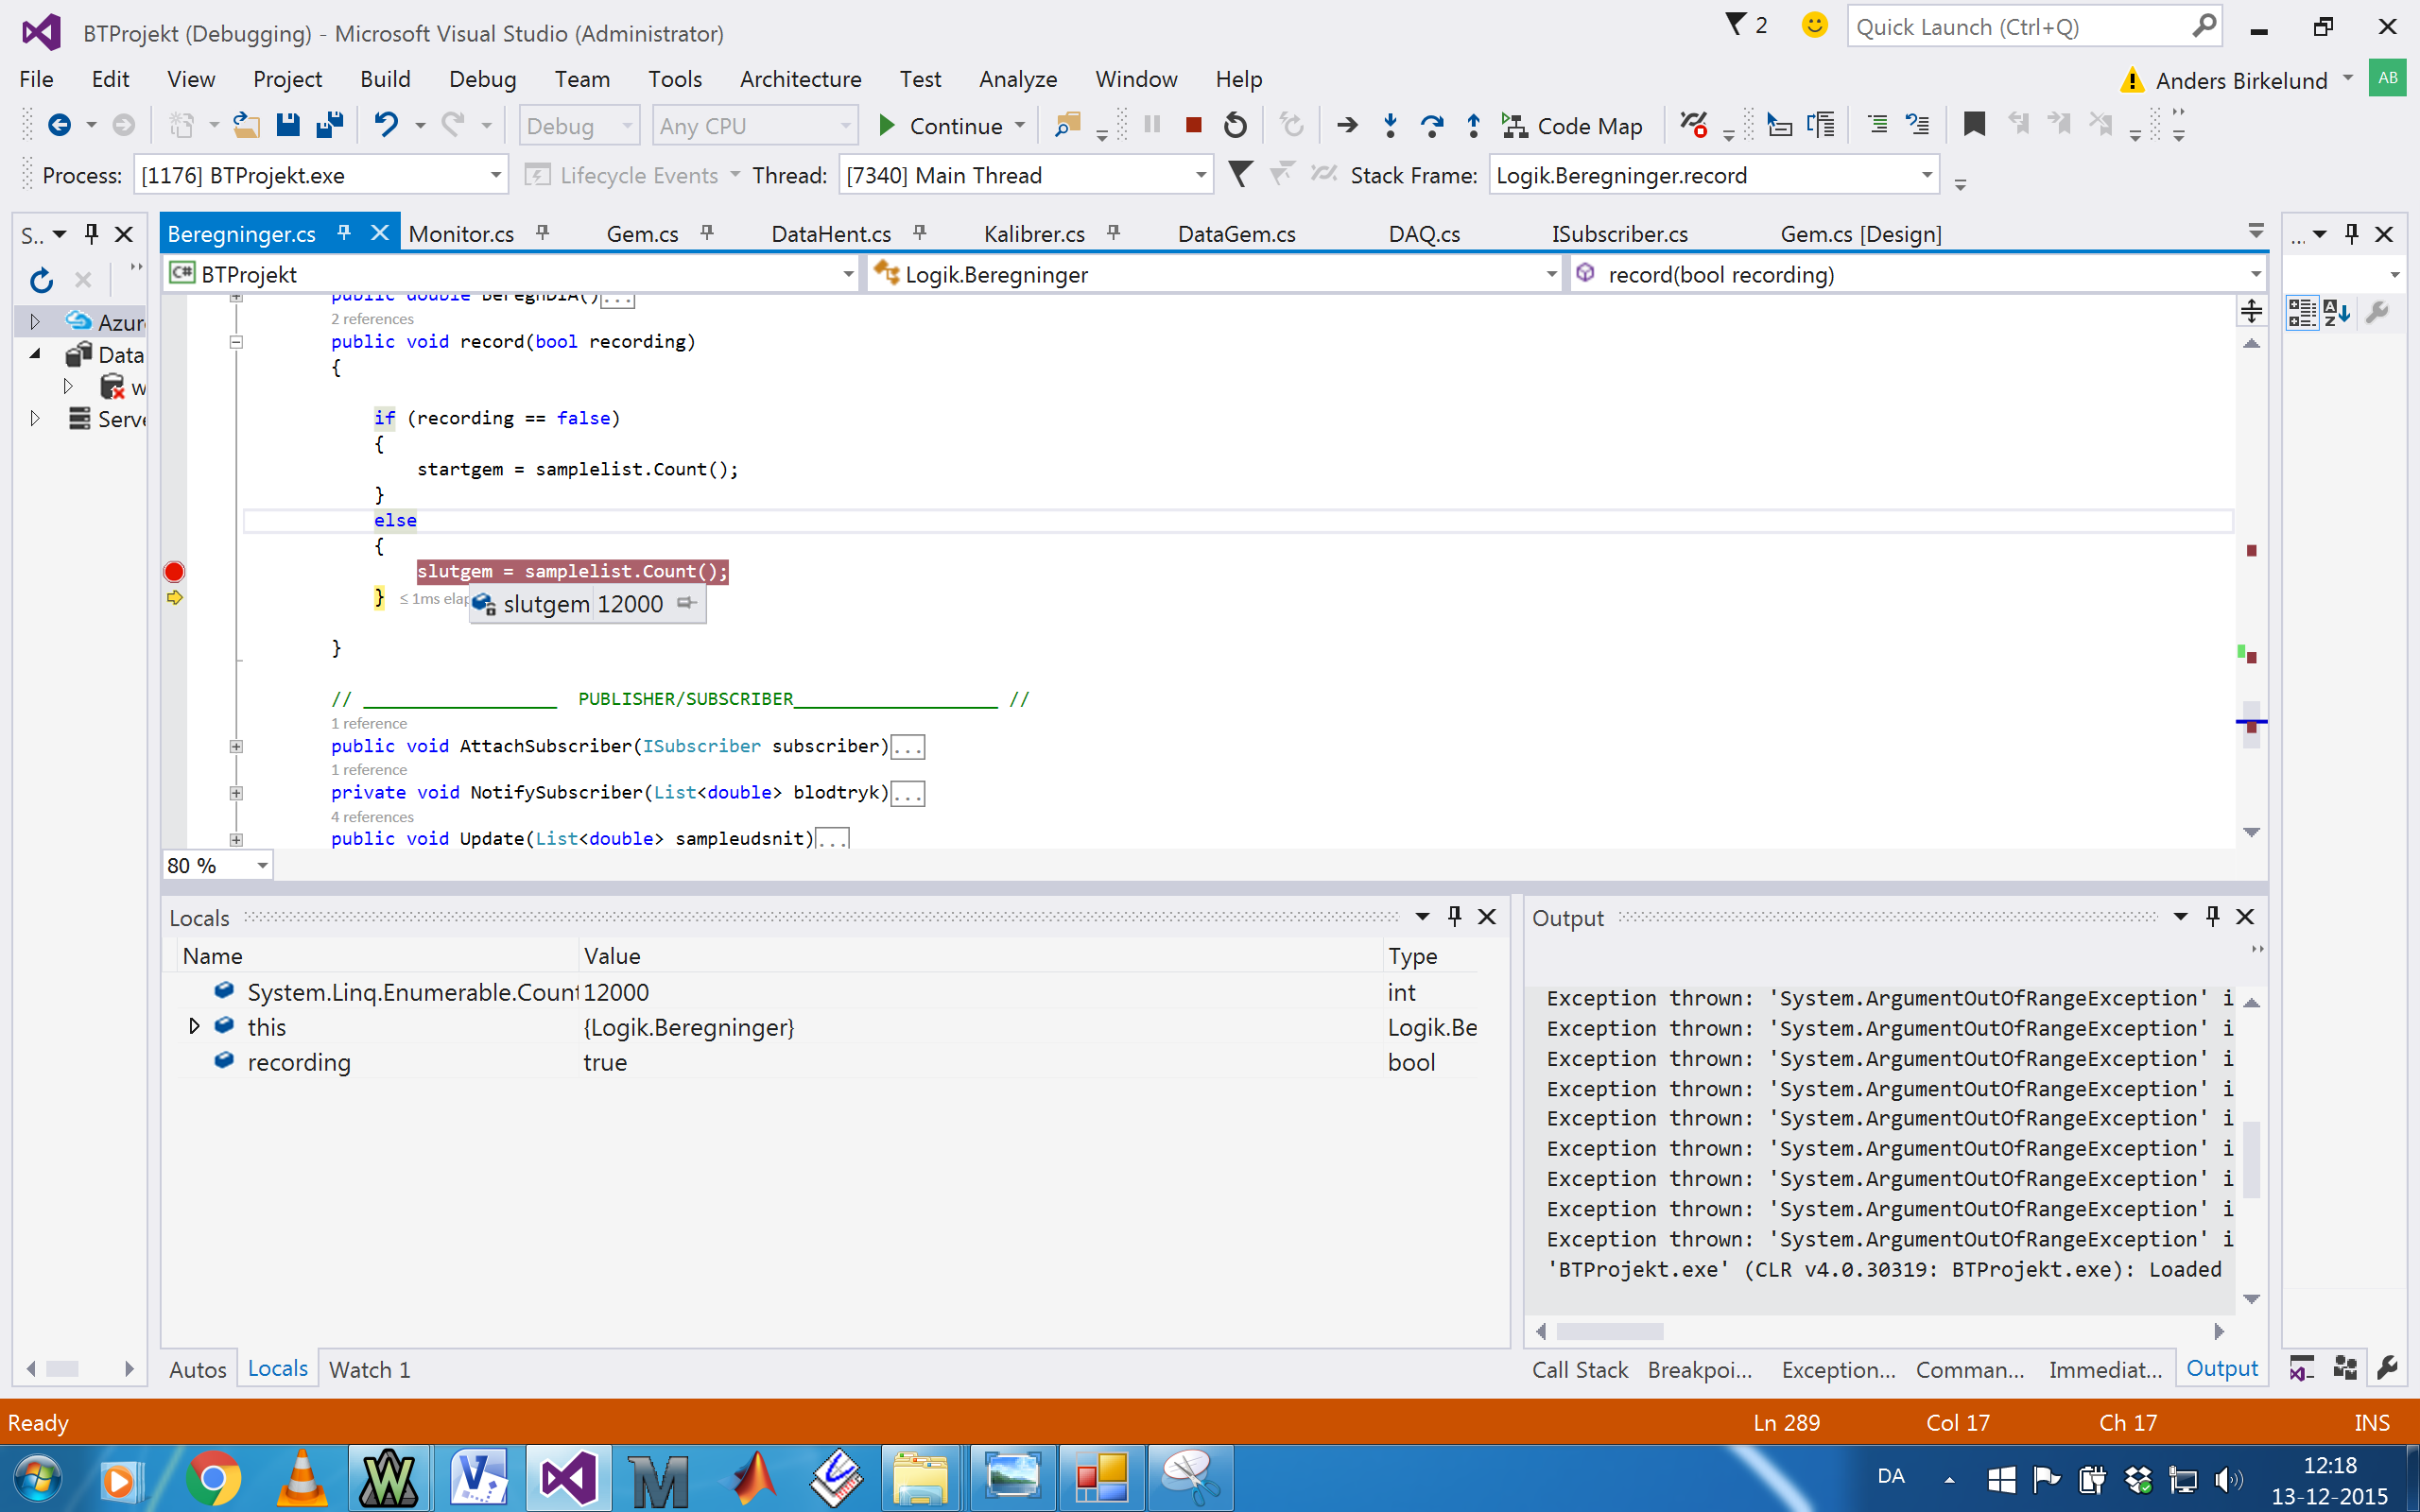 BTProjekt (Debugging) - Microsoft Visual Studio (Administrator)
2
Quick Launch (Ctrl+Q)
File Edit View Project Build Debug Team Tools Architecture Test Analyze Window Help
Anders Birkelund AB
Debug Any CPU Continue Code Map
Process: [1176] BTProjekt.exe Lifecycle Events Thread: [7340] Main Thread Stack Frame: Logik.Beregninger.record
S.. Beregninger.cs Monitor.cs Gem.cs DataHent.cs Kalibrer.cs DataGem.cs DAQ.cs ISubscriber.cs Gem.cs [Design] ...
C# BTProjekt Logik.Beregninger record(bool recording)
Azur
Data
w
Serve
public double BeregnDIA()...
2 references
public void record(bool recording)
{
if (recording == false)
{
startgem = samplelist.Count();
}
else
{
slutgem = samplelist.Count();
} ≤ 1ms elap
slutgem 12000
}
// __________________ PUBLISHER/SUBSCRIBER___________________ //
1 reference
public void AttachSubscriber(ISubscriber subscriber)...
1 reference
private void NotifySubscriber(List<double> blodtryk)...
4 references
public void Update(List<double> sampleudsnit)...
80 %
Locals
Name Value Type
System.Linq.Enumerable.Count 12000 int
this {Logik.Beregninger} Logik.Be
recording true bool
Autos Locals Watch 1
Output
Exception thrown: 'System.ArgumentOutOfRangeException' i
Exception thrown: 'System.ArgumentOutOfRangeException' i
Exception thrown: 'System.ArgumentOutOfRangeException' i
Exception thrown: 'System.ArgumentOutOfRangeException' i
Exception thrown: 'System.ArgumentOutOfRangeException' i
Exception thrown: 'System.ArgumentOutOfRangeException' i
Exception thrown: 'System.ArgumentOutOfRangeException' i
Exception thrown: 'System.ArgumentOutOfRangeException' i
Exception thrown: 'System.ArgumentOutOfRangeException' i
'BTProjekt.exe' (CLR v4.0.30319: BTProjekt.exe): Loaded
Call Stack Breakpoi... Exception... Comman... Immediat... Output
Ready Ln 289 Col 17 Ch 17 INS
DA
12:18
13-12-2015